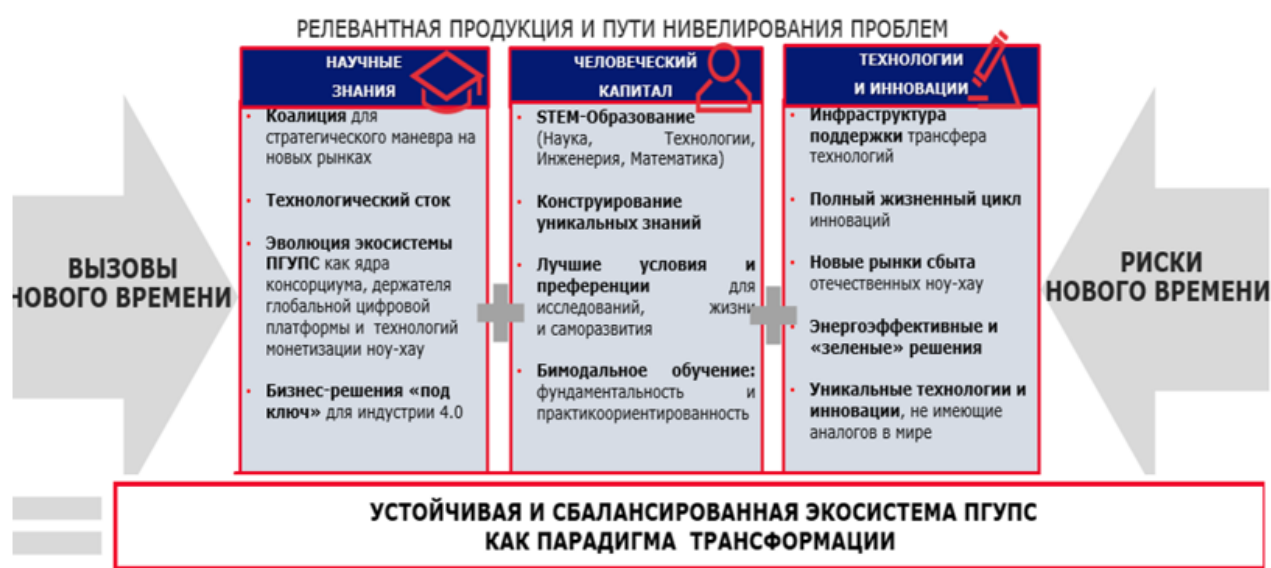 РЕЛЕВАНТНАЯ ПРОДУКЦИЯ И ПУТИ НИВЕЛИРОВАНИЯ ПРОБЛЕМ
ВЫЗОВЫ
НОВОГО ВРЕМЕНИ
НАУЧНЫЕ
ЗНАНИЯ
• Коалиция для
стратегического маневра на
новых рынках
• Технологический сток
• Эволюция экосистемы
ПГУПС как ядра
консорциума, держателя
глобальной цифровой
платформы и технологий
монетизации ноу-хау
• Бизнес-решения «под
ключ» для индустрии 4.0
ЧЕЛОВЕЧЕСКИЙ
КАПИТАЛ
• STEM-Образование
(Наука, Технологии,
Инженерия, Математика)
• Конструирование
уникальных знаний
• Лучшие условия и
преференции для
исследований, жизни
и саморазвития
• Бимодальное обучение:
фундаментальность и
практикоориентированность
ТЕХНОЛОГИИ
И ИННОВАЦИИ
• Инфраструктура
поддержки трансфера
технологий
• Полный жизненный цикл
инноваций
• Новые рынки сбыта
отечественных ноу-хау
• Энергоэффективные и
«зеленые» решения
• Уникальные технологии и
инновации, не имеющие
аналогов в мире
РИСКИ
НОВОГО ВРЕМЕНИ
УСТОЙЧИВАЯ И СБАЛАНСИРОВАННАЯ ЭКОСИСТЕМА ПГУПС
КАК ПАРАДИГМА ТРАНСФОРМАЦИИ